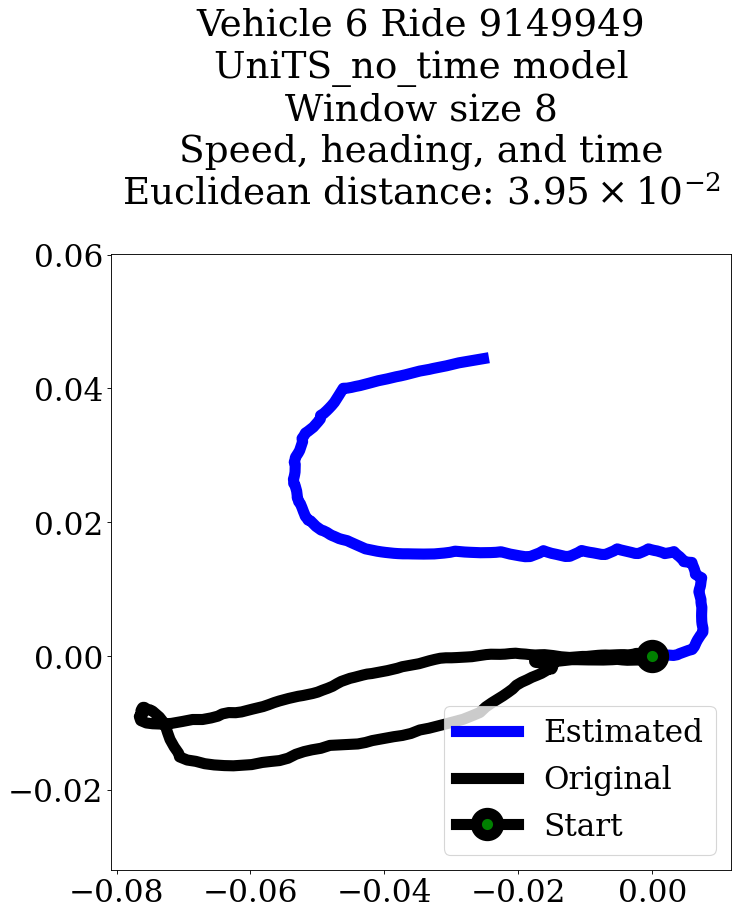 Vehicle 6 Ride 9149949
UniTS_no_time model
Window size 8
Speed, heading, and time
Euclidean distance: 3.95 × 10⁻²
0.06
0.04
0.02
0.00
−0.02
Estimated
Original
Start
−0.08 −0.06 −0.04 −0.02 0.00